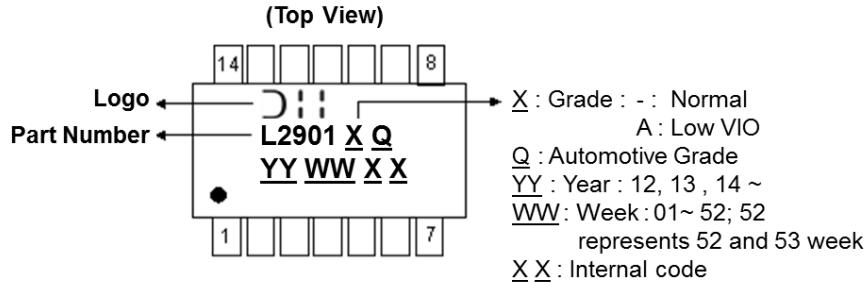 (Top View)
14
8
Logo
Part Number
L2901 X Q
YY WW X X
1
7
X : Grade : - : Normal
A : Low VIO
Q : Automotive Grade
YY : Year : 12, 13 , 14 ~
WW : Week : 01~ 52; 52
represents 52 and 53 week
X X : Internal code